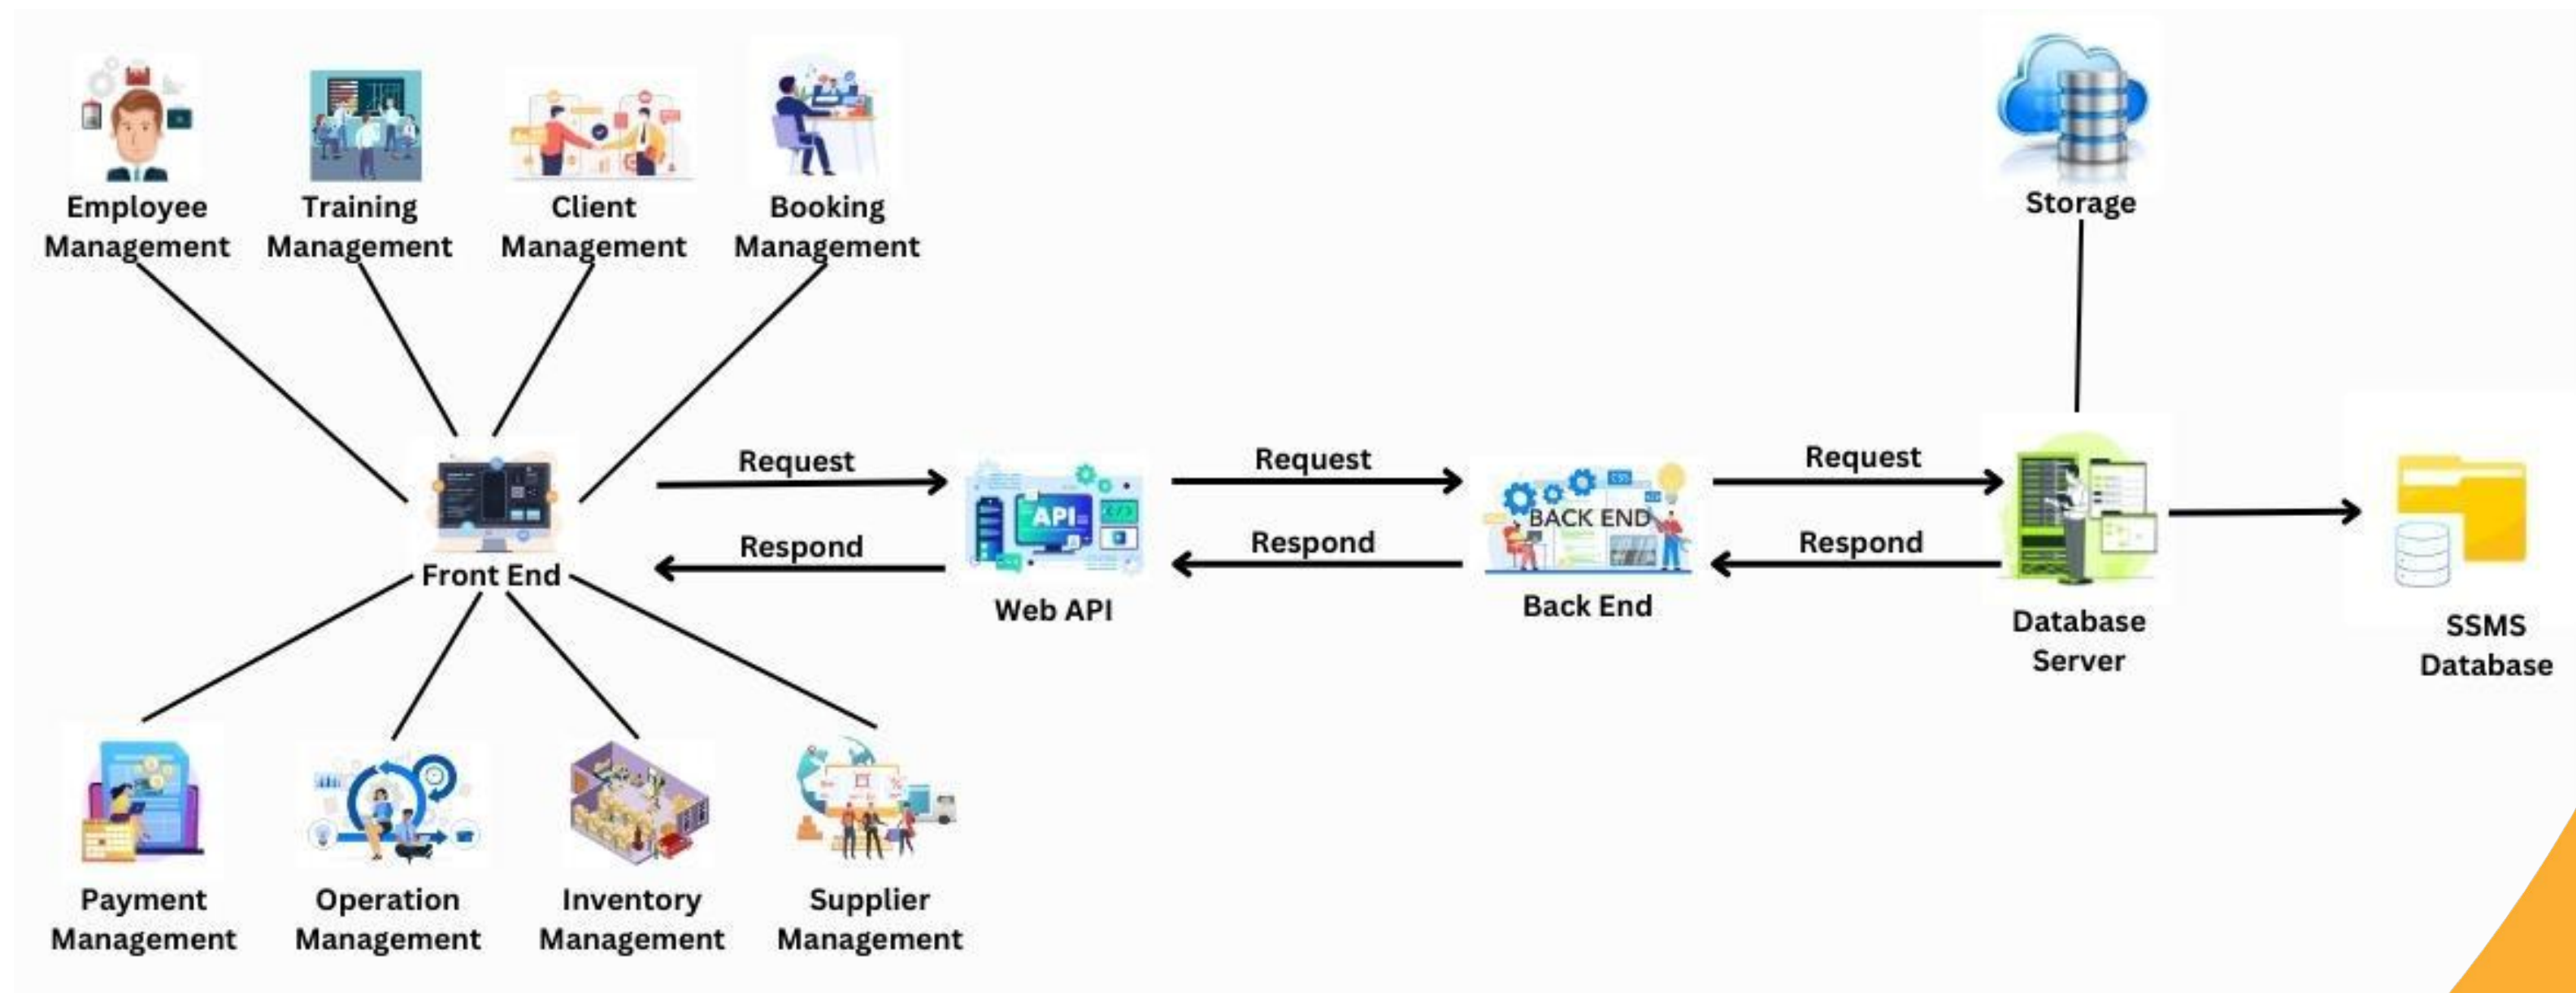 Employee
Management
Training
Management
Client
Management
Booking
Management
Storage
Request
Respond
Request
Respond
Request
Respond
Front End
API
Web API
CSS
BACK END
Back End
Database
Server
SSMS
Database
Payment
Management
Operation
Management
Inventory
Management
Supplier
Management